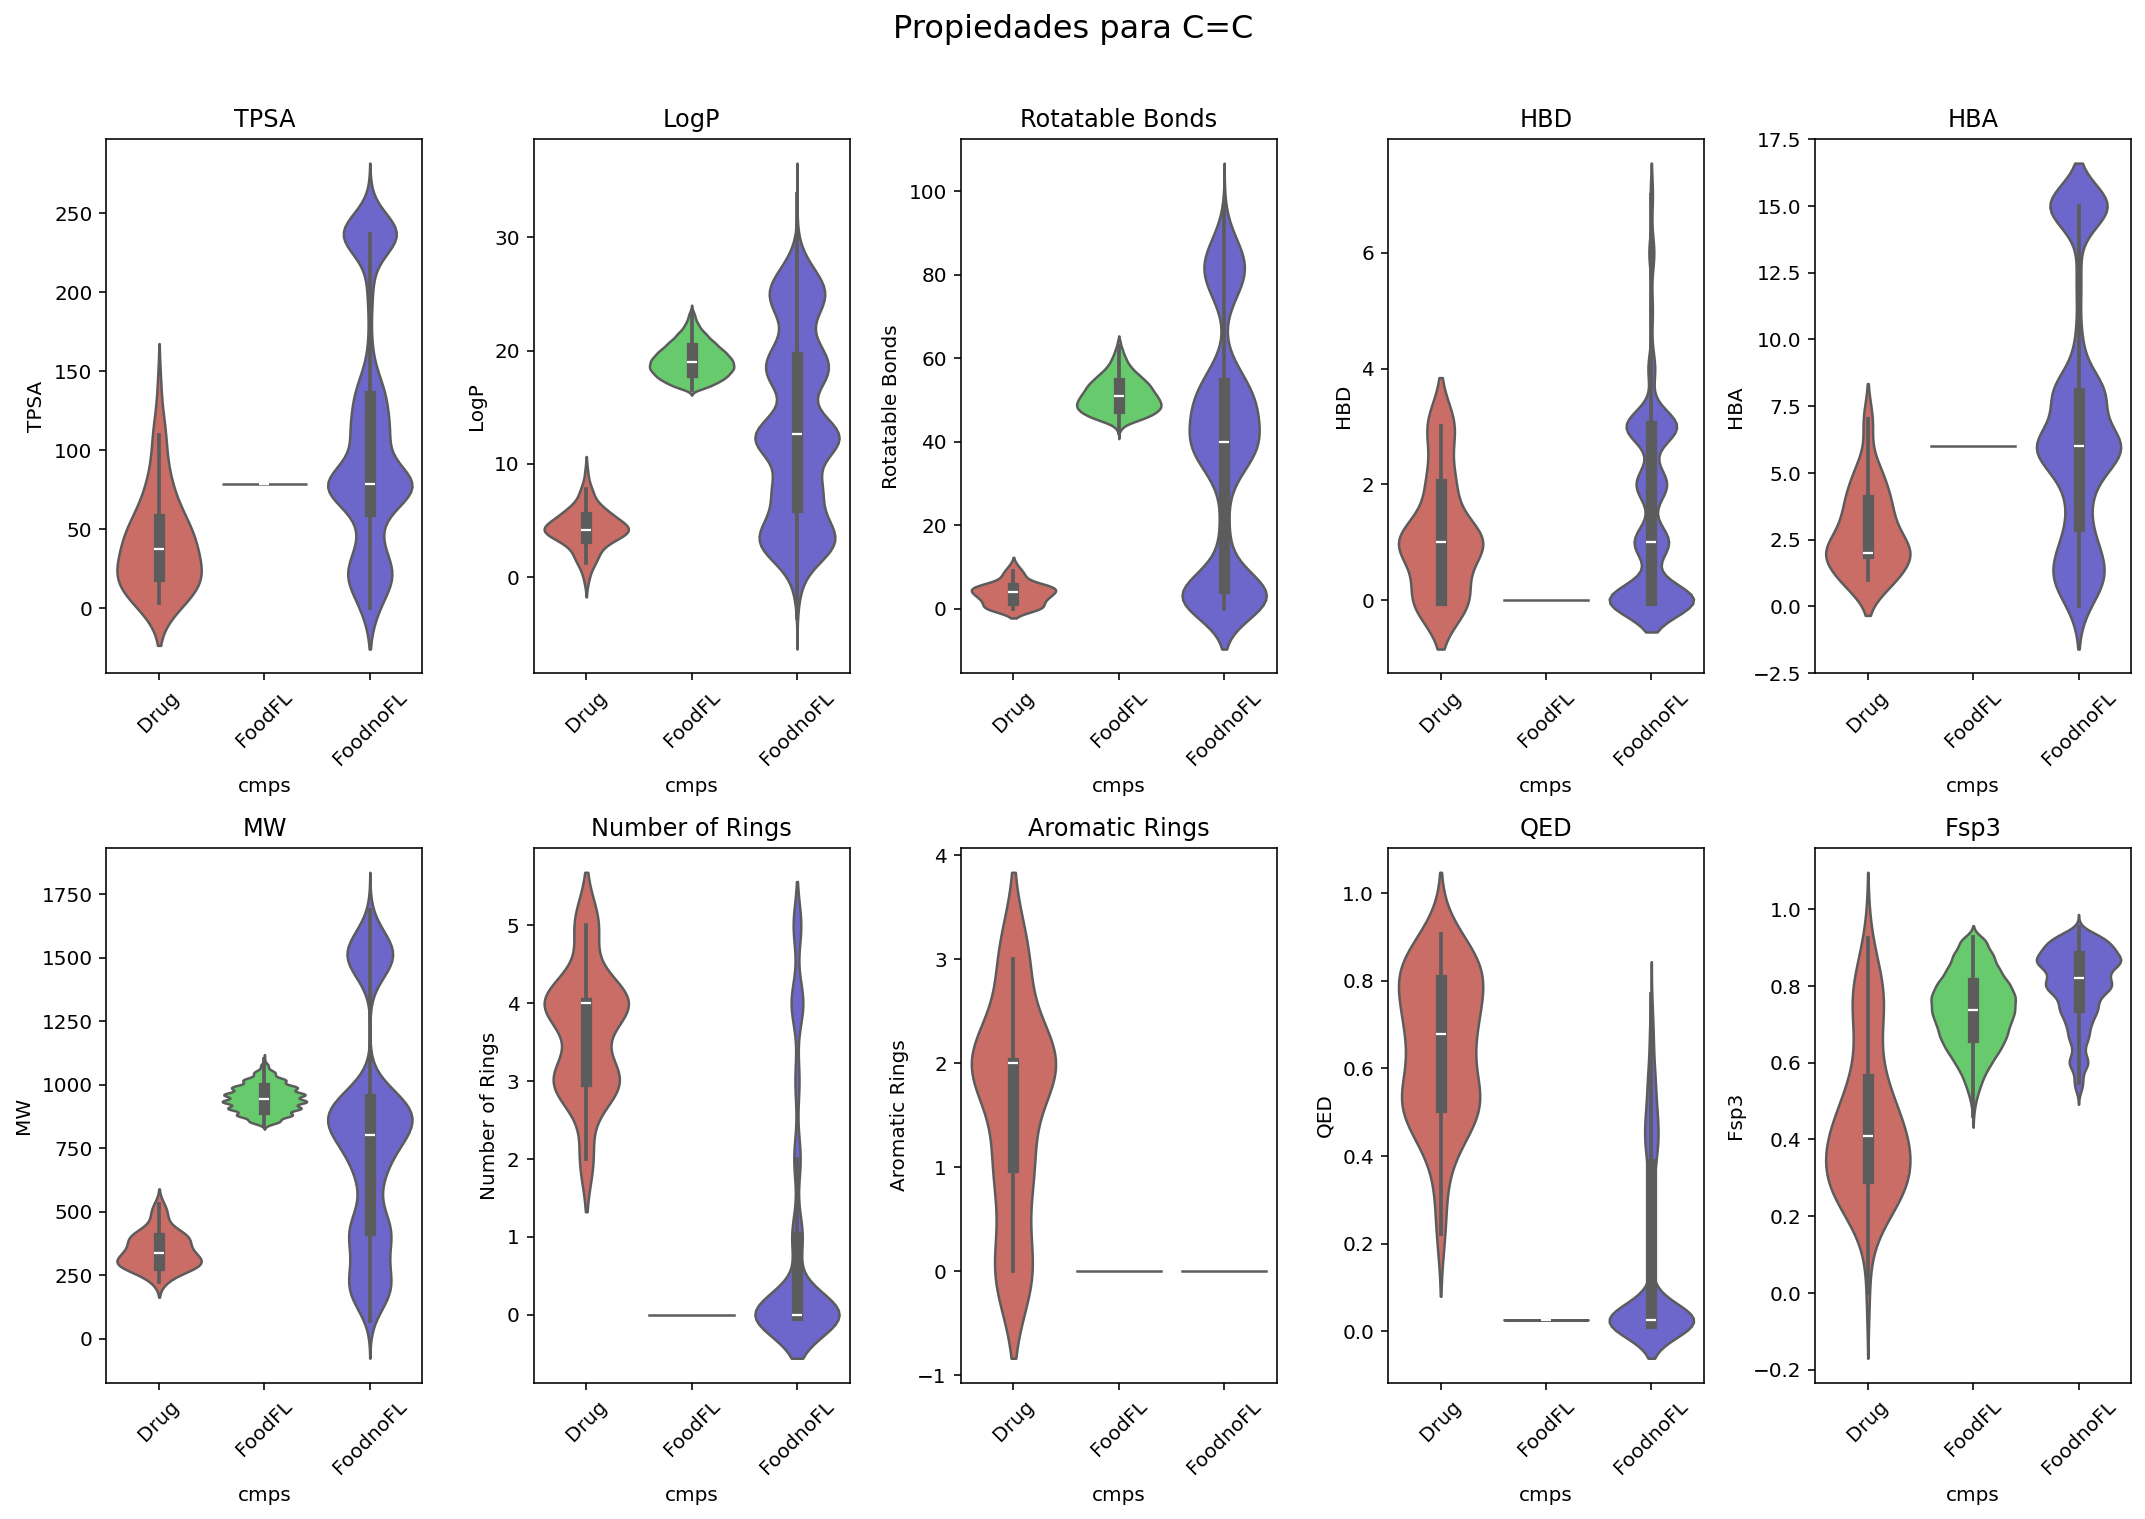 Propiedades para C=C
TPSA
LogP
Rotatable Bonds
HBD
HBA
TPSA
250
200
150
100
50
0
LogP
30
20
10
0
Rotatable Bonds
100
80
60
40
20
0
HBD
6
4
2
0
HBA
17.5
15.0
12.5
10.0
7.5
5.0
2.5
0.0
−2.5
Drug FoodFL FoodnoFL
Drug FoodFL FoodnoFL
Drug FoodFL FoodnoFL
Drug FoodFL FoodnoFL
Drug FoodFL FoodnoFL
cmps
cmps
cmps
cmps
cmps
MW
Number of Rings
Aromatic Rings
QED
Fsp3
MW
1750
1500
1250
1000
750
500
250
0
Number of Rings
5
4
3
2
1
0
Aromatic Rings
4
3
2
1
0
−1
QED
1.0
0.8
0.6
0.4
0.2
0.0
Fsp3
1.0
0.8
0.6
0.4
0.2
0.0
−0.2
Drug FoodFL FoodnoFL
Drug FoodFL FoodnoFL
Drug FoodFL FoodnoFL
Drug FoodFL FoodnoFL
Drug FoodFL FoodnoFL
cmps
cmps
cmps
cmps
cmps